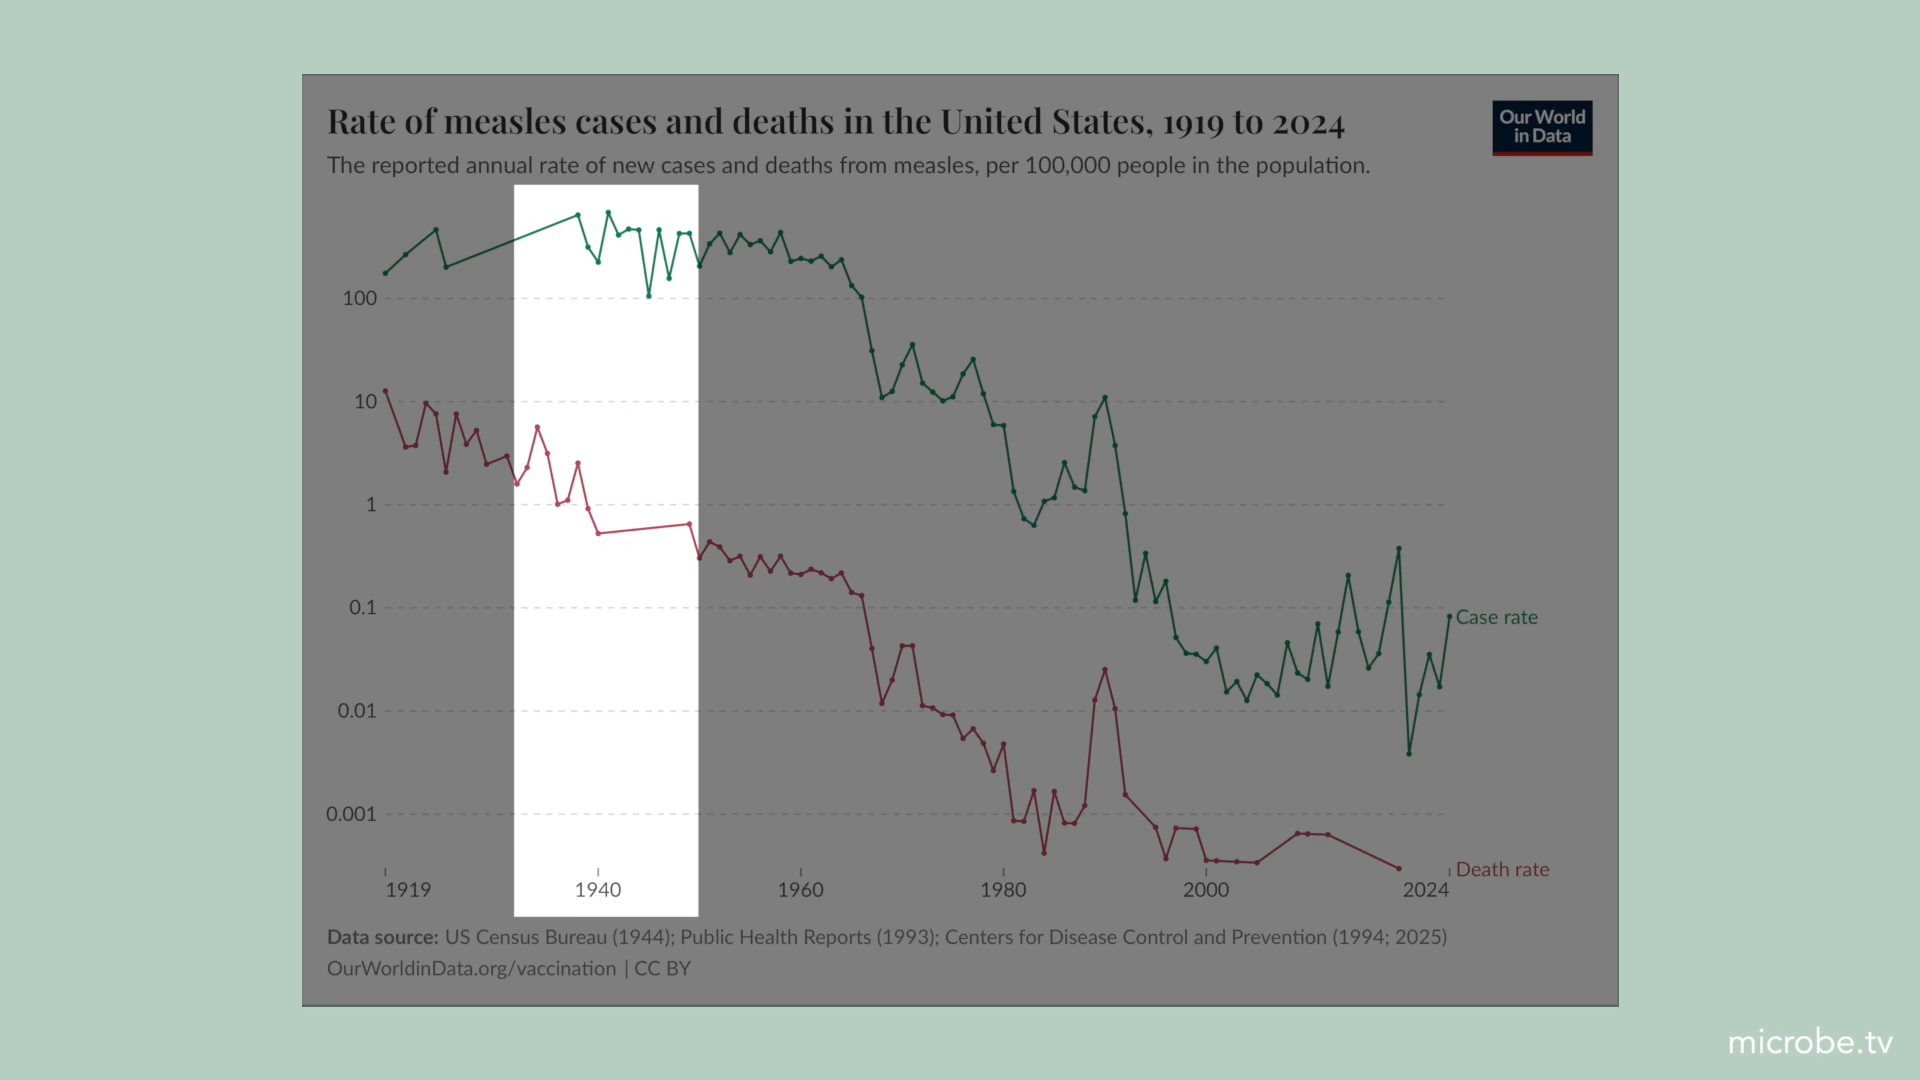 Rate of measles cases and deaths in the United States, 1919 to 2024
Our World
in Data
The reported annual rate of new cases and deaths from measles, per 100,000 people in the population.
100
10
1
0.1
Case rate
0.01
0.001
Death rate
1919
1940
1960
1980
2000
2024
Data source: US Census Bureau (1944); Public Health Reports (1993); Centers for Disease Control and Prevention (1994; 2025)
OurWorldinData.org/vaccination | CC BY
microbe.tv